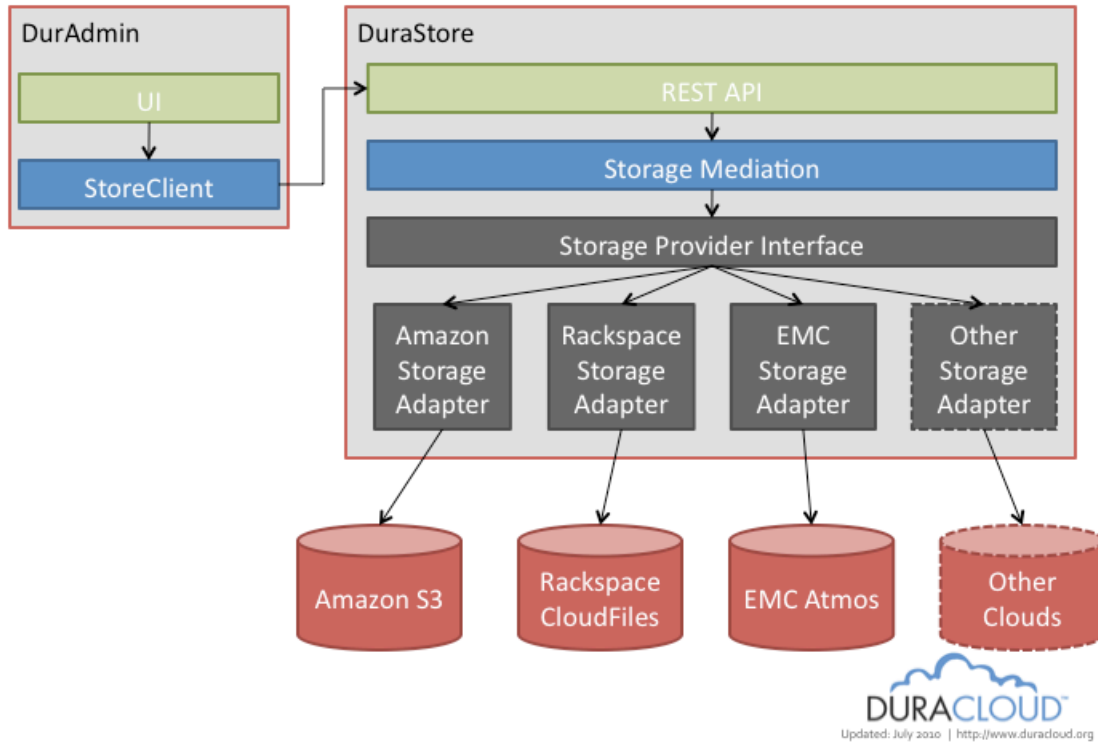 DurAdmin
UI
StoreClient
DuraStore
REST API
Storage Mediation
Storage Provider Interface
Amazon
Storage
Adapter
Rackspace
Storage
Adapter
EMC
Storage
Adapter
Other
Storage
Adapter
Amazon S3
Rackspace
CloudFiles
EMC Atmos
Other
Clouds
DURACLOUD™
Updated: July 2010 | http://www.duracloud.org